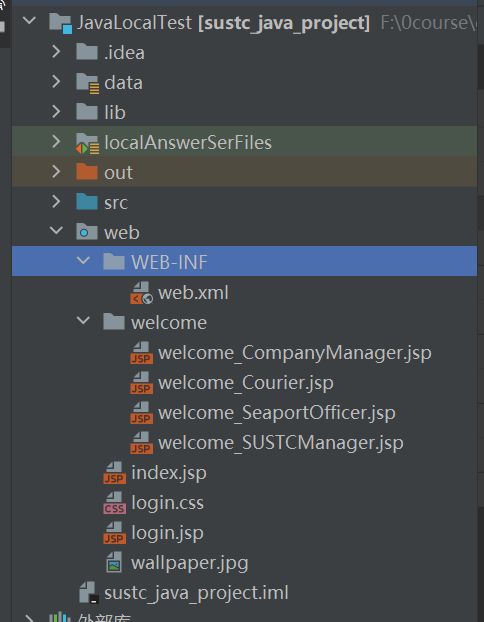 JavaLocalTest [sustc_java_project] F:\0course\
.idea
data
lib
localAnswerSerFiles
out
src
web
WEB-INF
web.xml
welcome
welcome_CompanyManager.jsp
welcome_Courier.jsp
welcome_SeaportOfficer.jsp
welcome_SUSTCManager.jsp
index.jsp
login.css
login.jsp
wallpaper.jpg
sustc_java_project.iml
外部库